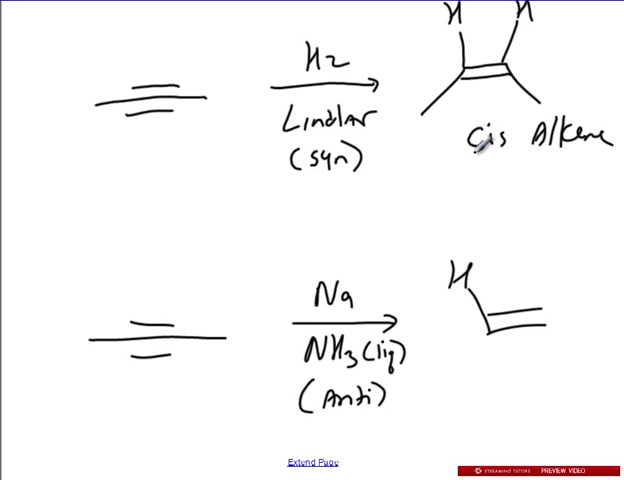 H H
H2
Lindlar
(syn)
Cis Alkene
H
Na
NH3(liq)
(Anti)
Extend Page
STREAMING TUTORS PREVIEW VIDEO